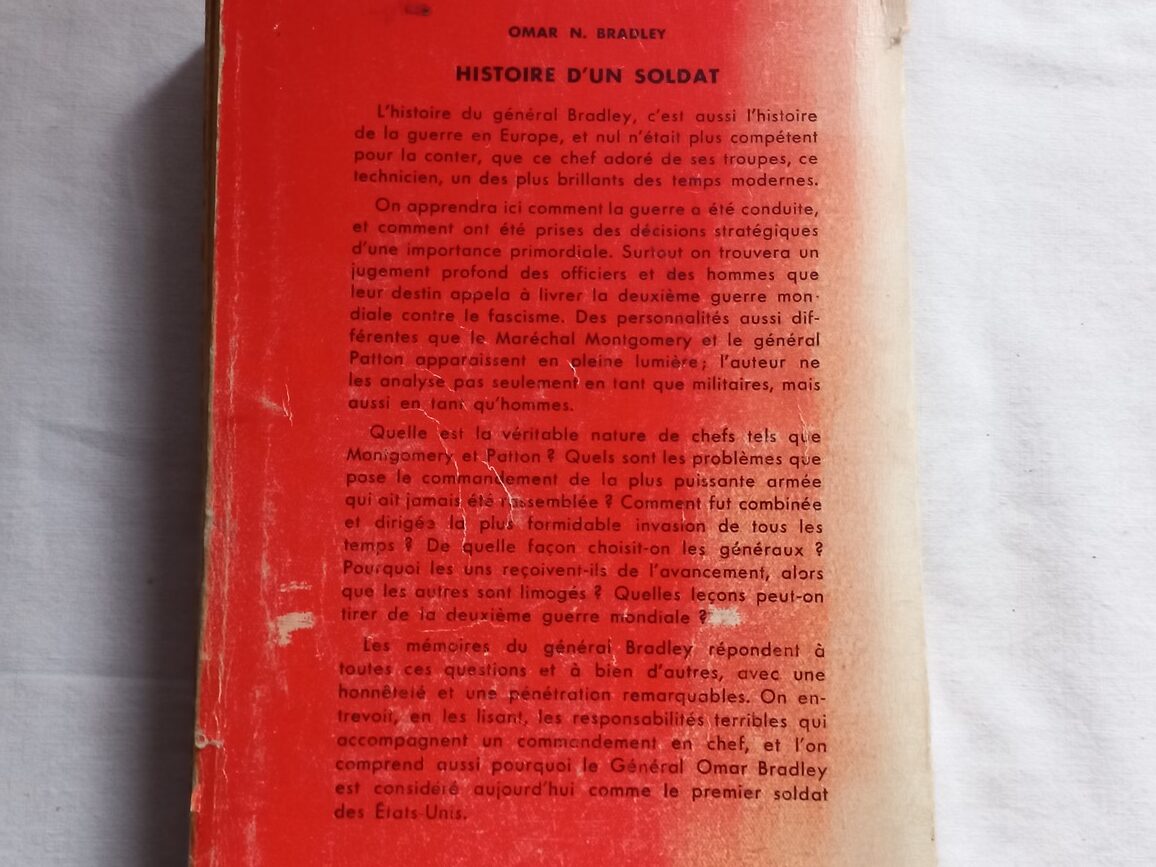 OMAR N. BRADLEY
HISTOIRE D'UN SOLDAT
L'histoire du général Bradley, c'est aussi l'histoire
de la guerre en Europe, et nul n'était plus compétent
pour la conter, que ce chef adoré de ses troupes, ce
technicien, un des plus brillants des temps modernes.
On apprendra ici comment la guerre a été conduite,
et comment ont été prises des décisions stratégiques
d'une importance primordiale. Surtout on trouvera un
jugement profond des officiers et des hommes que
leur destin appela à livrer la deuxième guerre mon-
diale contre le fascisme. Des personnalités aussi dif-
férentes que le Maréchal Montgomery et le général
Patton apparaissent en pleine lumière ; l'auteur ne
les analyse pas seulement en tant que militaires, mais
aussi en tant qu'hommes.
Quelle est la véritable nature de chefs tels que
Montgomery et Patton ? Quels sont les problèmes que
pose le commandement de la plus puissante armée
qui ait jamais été rassemblée ? Comment fut combinée
et dirigée la plus formidable invasion de tous les
temps ? De quelle façon choisit-on les généraux ?
Pourquoi les uns reçoivent-ils de l'avancement, alors
que les autres sont limogés ? Quelles leçons peut-on
tirer de la deuxième guerre mondiale ?
Les mémoires du général Bradley répondent à
toutes ces questions et à bien d'autres, avec une
honnêteté et une pénétration remarquables. On en-
trevoit, en les lisant, les responsabilités terribles qui
accompagnent un commandement en chef, et l'on
comprend aussi pourquoi le Général Omar Bradley
est considéré aujourd'hui comme le premier soldat
des États-Unis.